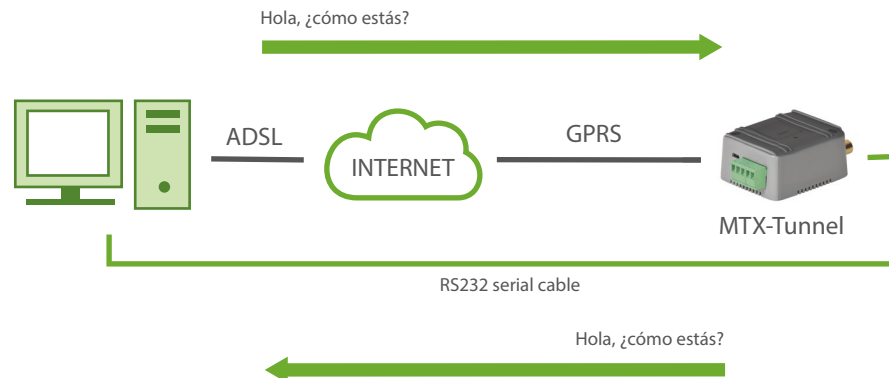 Hola, ¿cómo estás?
ADSL
INTERNET
GPRS
MTX-Tunnel
RS232 serial cable
Hola, ¿cómo estás?